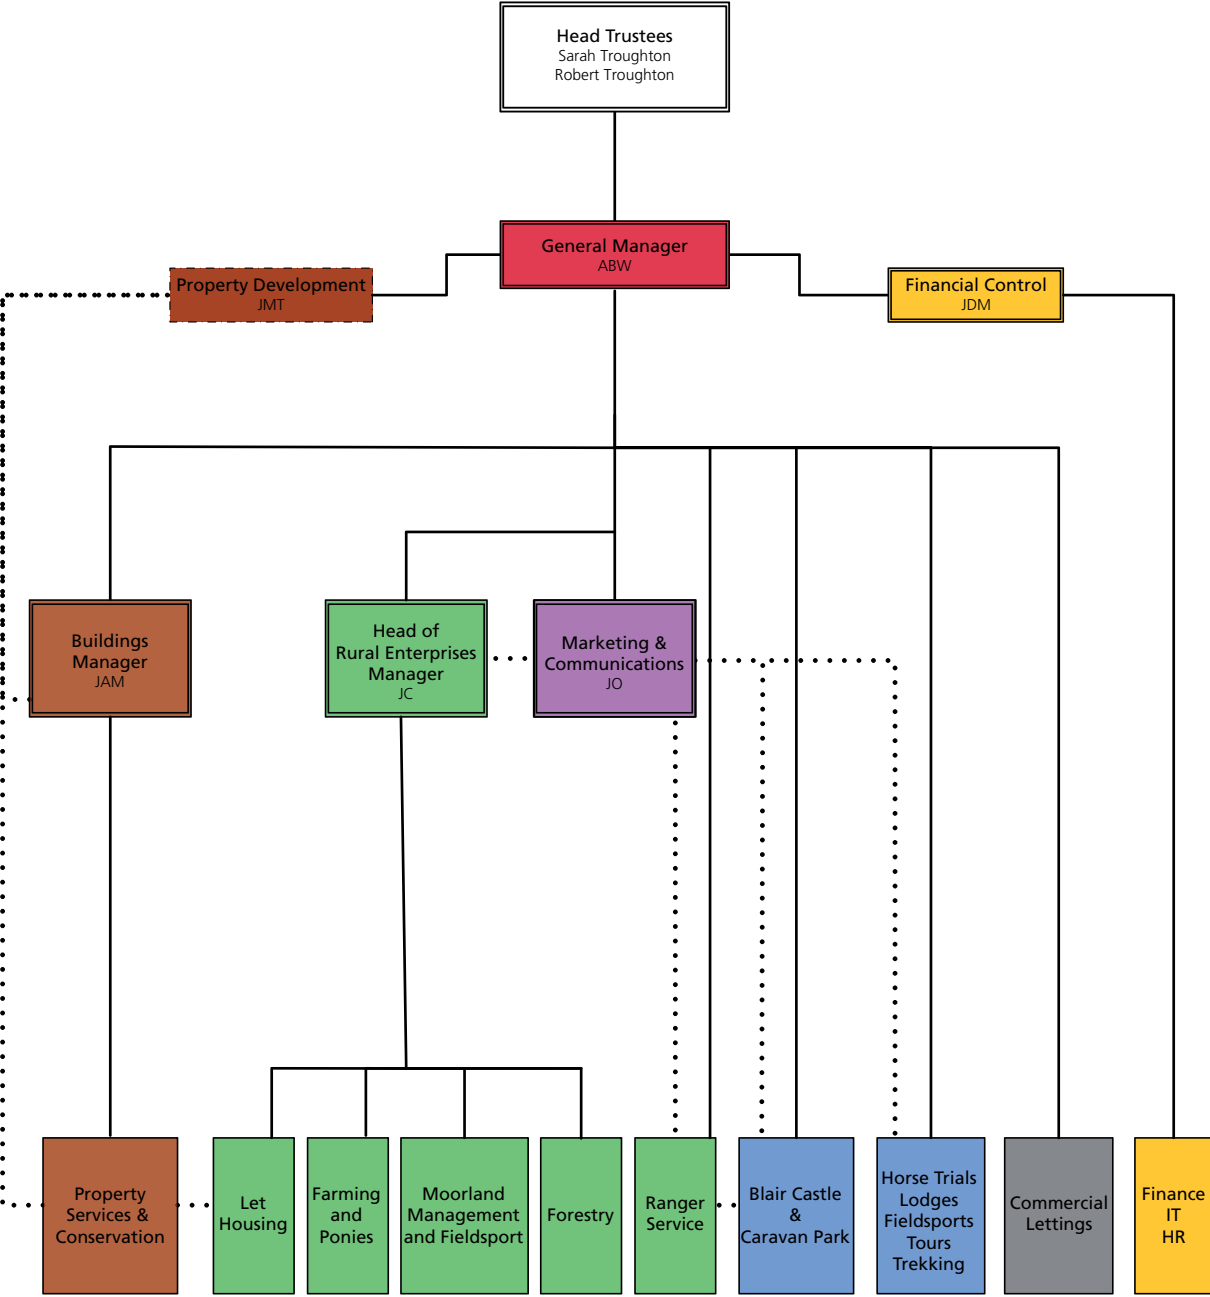 Head Trustees
Sarah Troughton
Robert Troughton
General Manager
ABW
Property Development
JMT
Financial Control
JDM
Buildings
Manager
JAM
Head of
Rural Enterprises
Manager
JC
Marketing &
Communications
JO
Property
Services &
Conservation
Let
Housing
Farming
and
Ponies
Moorland
Management
and Fieldsport
Forestry
Ranger
Service
Blair Castle
&
Caravan Park
Horse Trials
Lodges
Fieldsports
Tours
Trekking
Commercial
Lettings
Finance
IT
HR